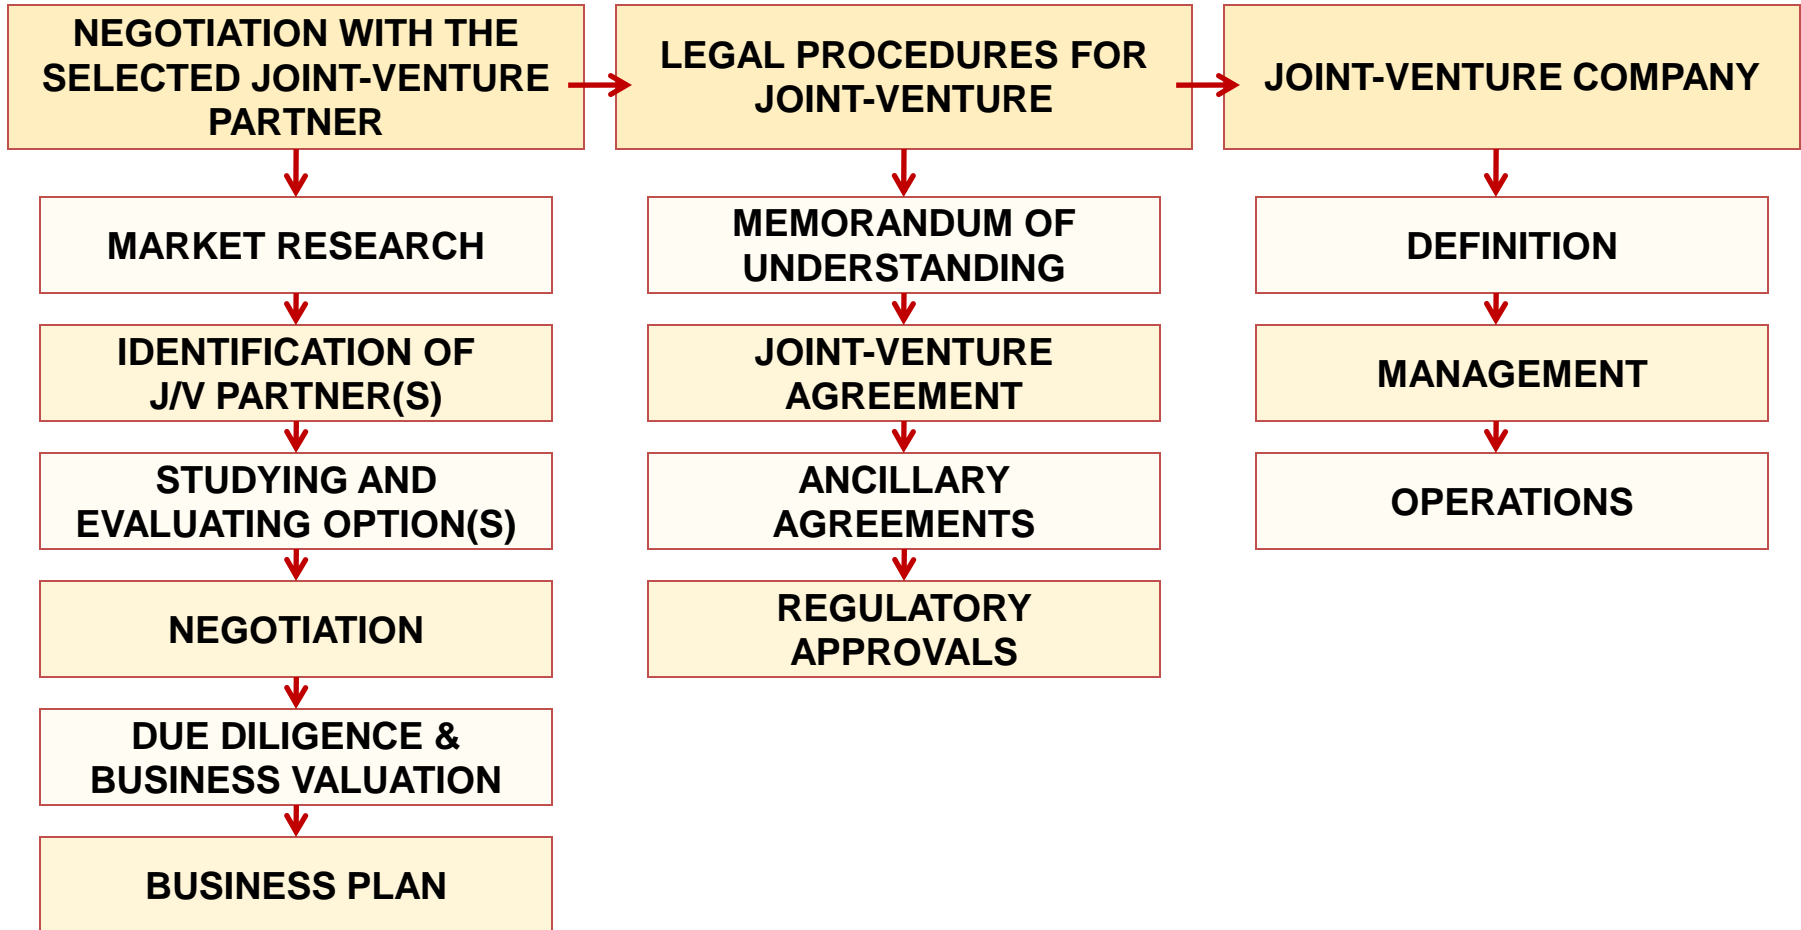 NEGOTIATION WITH THE
SELECTED JOINT-VENTURE
PARTNER
LEGAL PROCEDURES FOR
JOINT-VENTURE
JOINT-VENTURE COMPANY
MARKET RESEARCH
IDENTIFICATION OF
J/V PARTNER(S)
STUDYING AND
EVALUATING OPTION(S)
NEGOTIATION
DUE DILIGENCE &
BUSINESS VALUATION
BUSINESS PLAN
MEMORANDUM OF
UNDERSTANDING
JOINT-VENTURE
AGREEMENT
ANCILLARY
AGREEMENTS
REGULATORY
APPROVALS
DEFINITION
MANAGEMENT
OPERATIONS